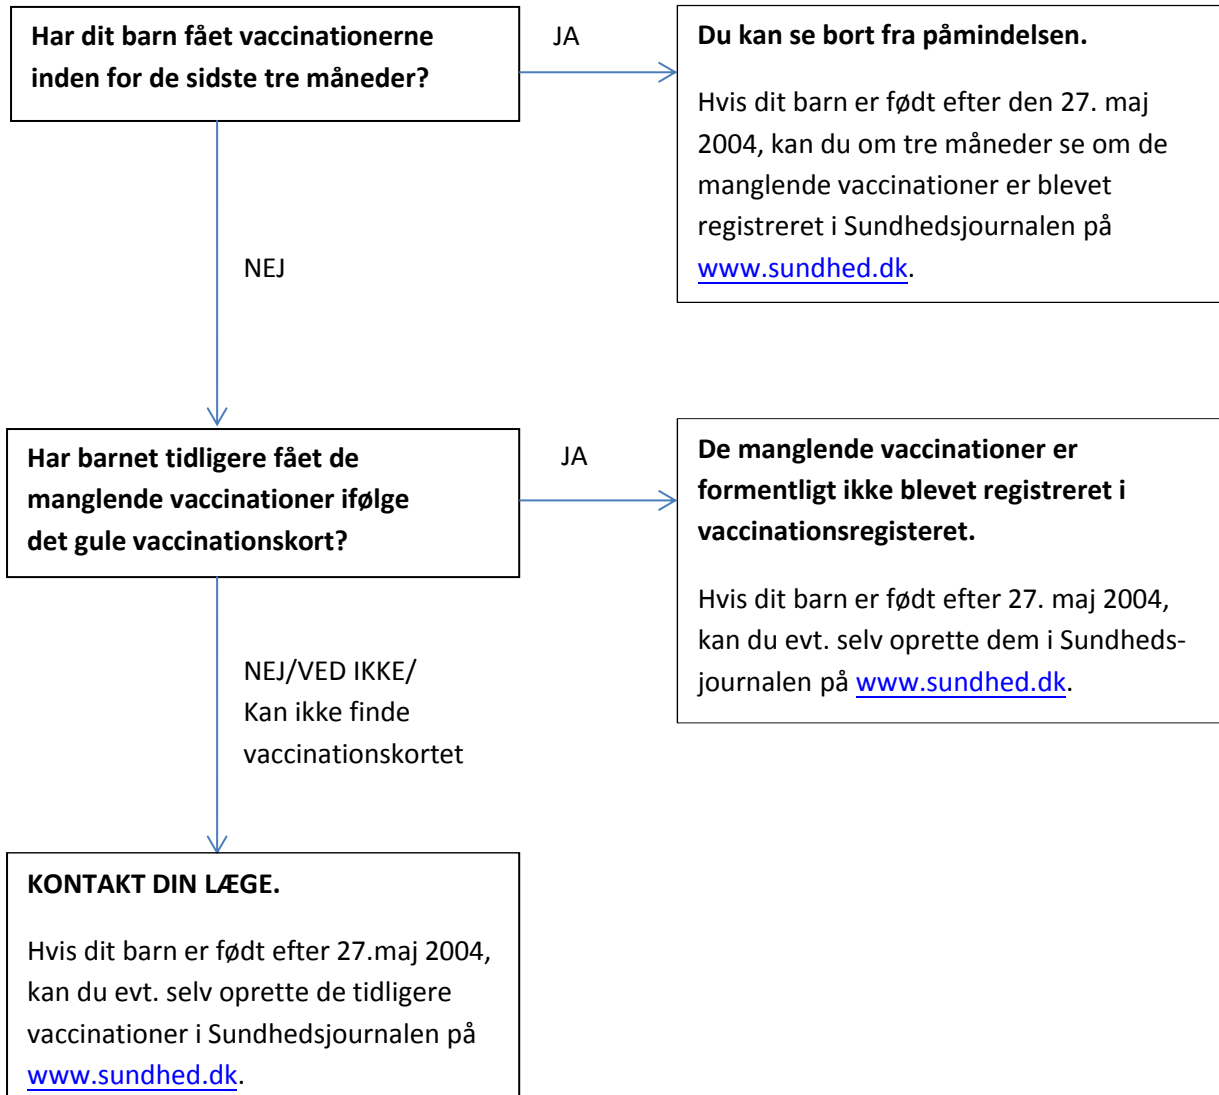 Har dit barn fået vaccinationerne
inden for de sidste tre måneder?
JA
Du kan se bort fra påmindelsen.
Hvis dit barn er født efter den 27. maj
2004, kan du om tre måneder se om de
manglende vaccinationer er blevet
registreret i Sundhedsjournalen på
www.sundhed.dk.
NEJ
Har barnet tidligere fået de
manglende vaccinationer ifølge
det gule vaccinationskort?
JA
De manglende vaccinationer er
formentligt ikke blevet registreret i
vaccinationsregisteret.
Hvis dit barn er født efter 27. maj 2004,
kan du evt. selv oprette dem i Sundheds-
journalen på www.sundhed.dk.
NEJ/VED IKKE/
Kan ikke finde
vaccinationskortet
KONTAKT DIN LÆGE.
Hvis dit barn er født efter 27.maj 2004,
kan du evt. selv oprette de tidligere
vaccinationer i Sundhedsjournalen på
www.sundhed.dk.